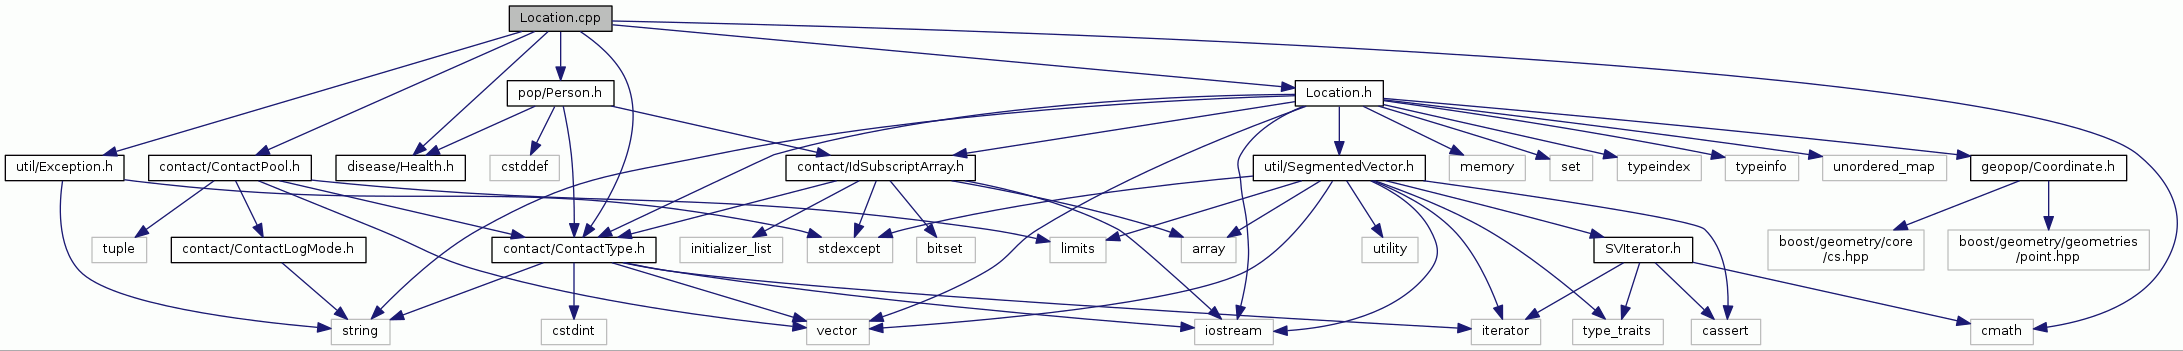 Location.cpp
pop/Person.h
Location.h
util/Exception.h
contact/ContactPool.h
disease/Health.h
cstddef
contact/IdSubscriptArray.h
util/SegmentedVector.h
memory
set
typeindex
typeinfo
unordered_map
geopop/Coordinate.h
tuple
contact/ContactLogMode.h
contact/ContactType.h
initializer_list
stdexcept
bitset
limits
array
utility
SVIterator.h
boost/geometry/core
/cs.hpp
boost/geometry/geometries
/point.hpp
string
cstdint
vector
iostream
iterator
type_traits
cassert
cmath